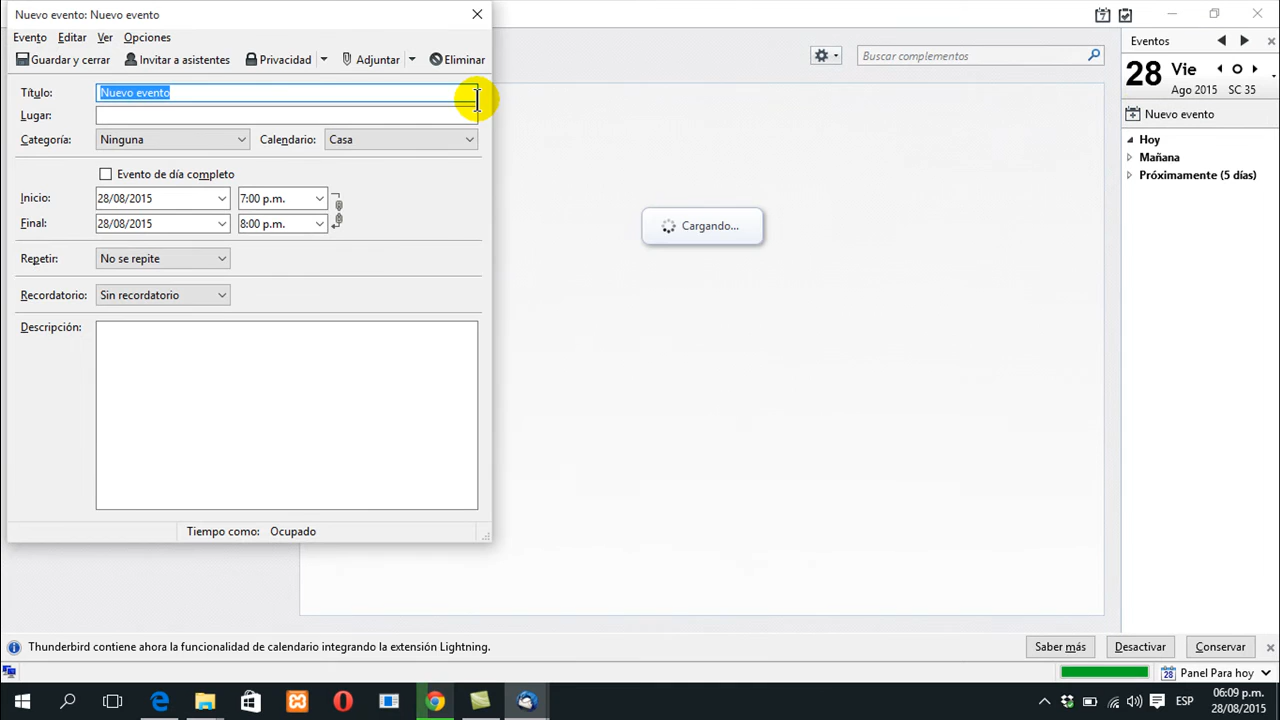 Nuevo evento: Nuevo evento
Evento Editar Ver Opciones
Guardar y cerrar Invitar a asistentes Privacidad Adjuntar Eliminar
Título: Nuevo evento
Lugar:
Categoría: Ninguna Calendario: Casa
Evento de día completo
Inicio: 28/08/2015 7:00 p.m.
Final: 28/08/2015 8:00 p.m.
Repetir: No se repite
Recordatorio: Sin recordatorio
Descripción:
Tiempo como: Ocupado
7
Buscar complementos
Cargando...
Eventos
28 Vie
Ago 2015 SC 35
Nuevo evento
Hoy
Mañana
Próximamente (5 días)
Thunderbird contiene ahora la funcionalidad de calendario integrando la extensión Lightning.
Saber más Desactivar Conservar
28 Panel Para hoy
ESP
06:09 p.m.
28/08/2015